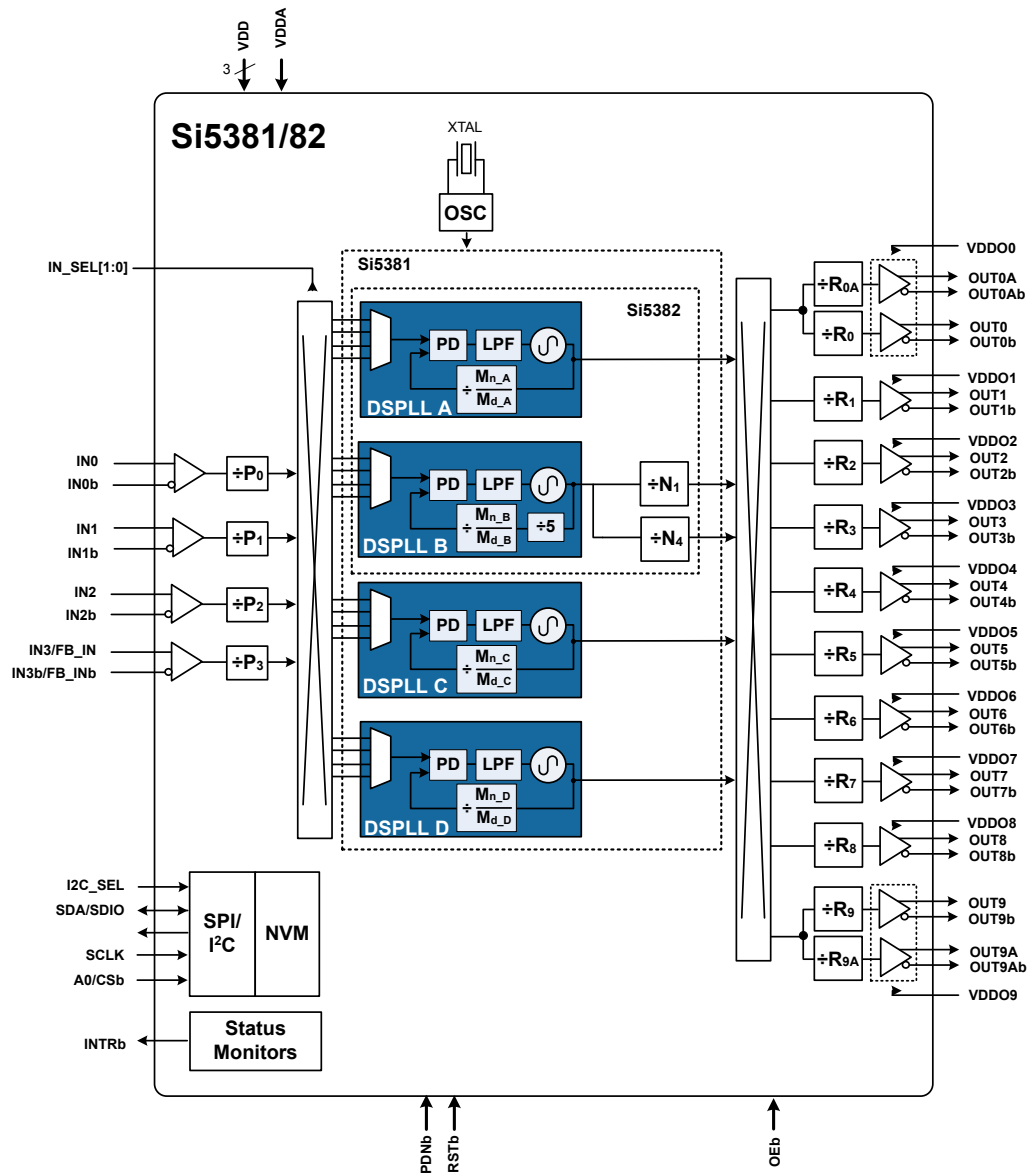 VDD
VDDA
3
Si5381/82
XTAL
OSC
IN_SEL[1:0]
Si5381
Si5382
PD
LPF
÷ Mn_A
Md_A
DSPLL A
PD
LPF
÷ Mn_B
Md_B
÷5
DSPLL B
÷N1
÷N4
PD
LPF
÷ Mn_C
Md_C
DSPLL C
PD
LPF
÷ Mn_D
Md_D
DSPLL D
IN0
IN0b
÷P0
IN1
IN1b
÷P1
IN2
IN2b
÷P2
IN3/FB_IN
IN3b/FB_INb
÷P3
I2C_SEL
SDA/SDIO
SCLK
A0/CSb
SPI/
I2C
NVM
INTRb
Status
Monitors
VDDO0
÷R0A
OUT0A
OUT0Ab
÷R0
OUT0
OUT0b
VDDO1
÷R1
OUT1
OUT1b
VDDO2
÷R2
OUT2
OUT2b
VDDO3
÷R3
OUT3
OUT3b
VDDO4
÷R4
OUT4
OUT4b
VDDO5
÷R5
OUT5
OUT5b
VDDO6
÷R6
OUT6
OUT6b
VDDO7
÷R7
OUT7
OUT7b
VDDO8
÷R8
OUT8
OUT8b
÷R9
OUT9
OUT9b
÷R9A
OUT9A
OUT9Ab
VDDO9
PDNb
RSTb
OEb